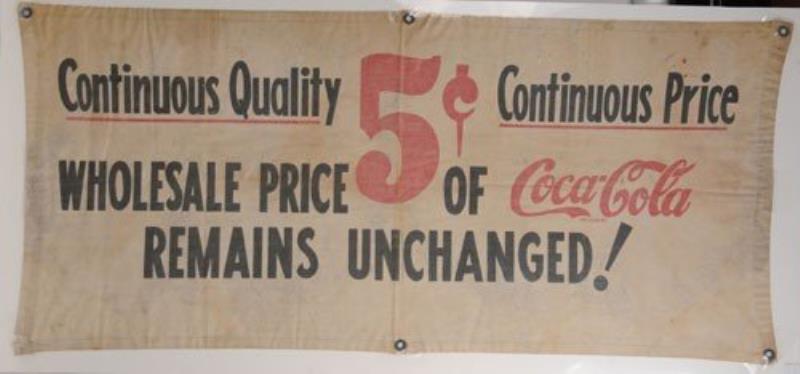 Continuous Quality 5¢ Continuous Price
WHOLESALE PRICE OF Coca-Cola
REMAINS UNCHANGED!